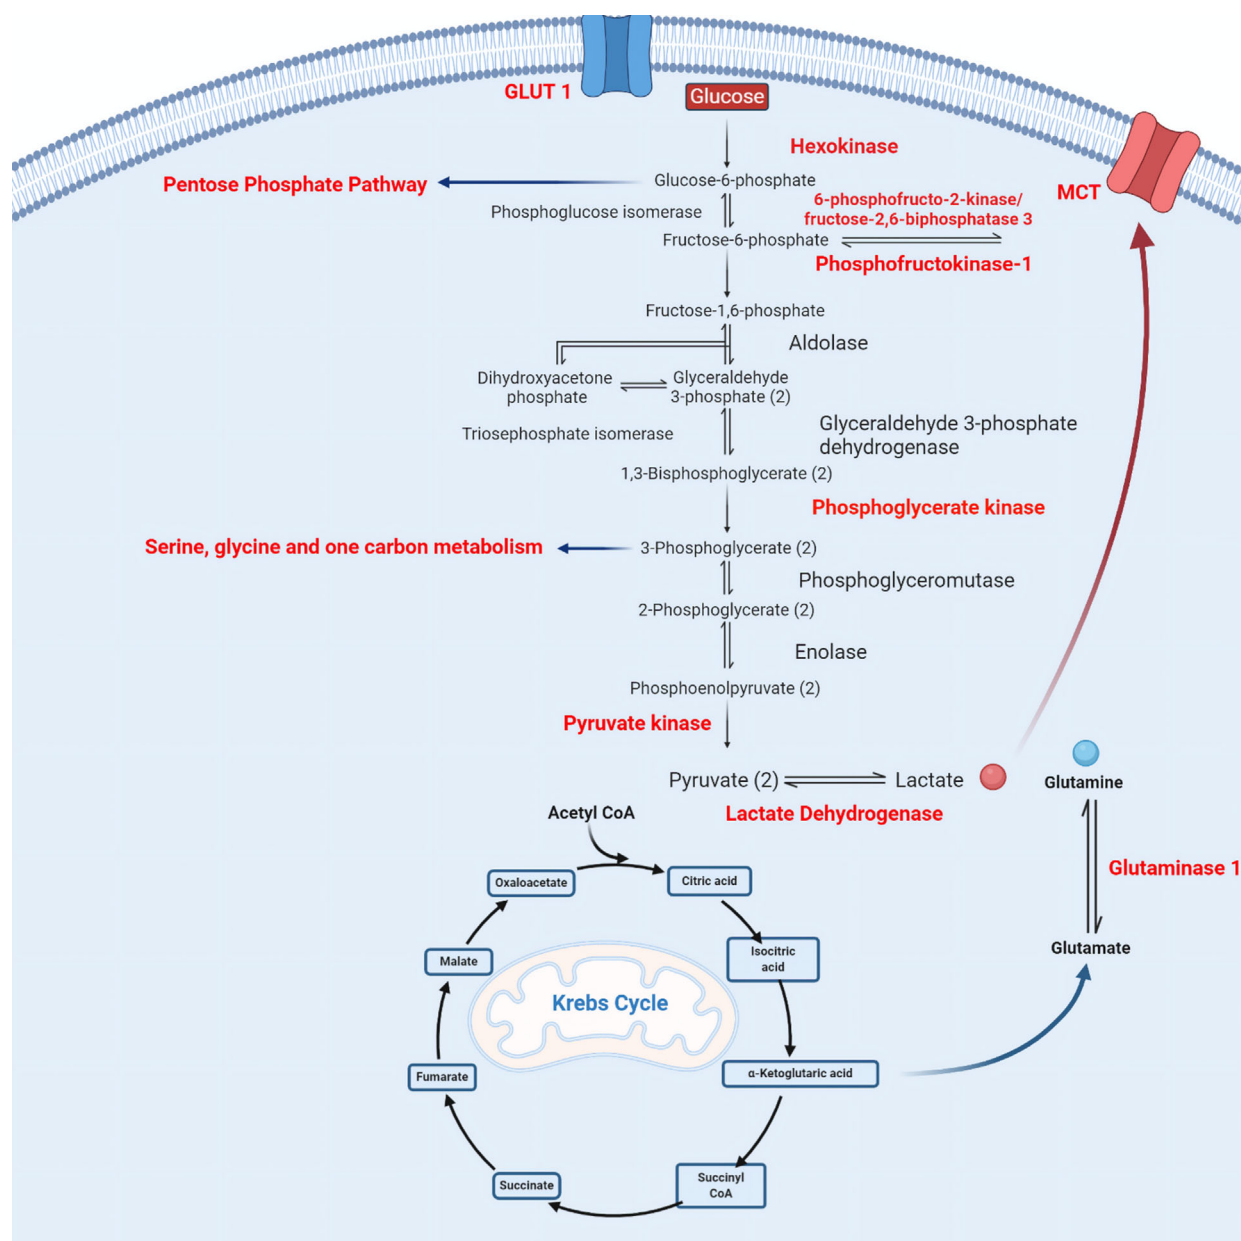 GLUT 1
Glucose
Hexokinase
Pentose Phosphate Pathway
Glucose-6-phosphate
MCT
6-phosphofructo-2-kinase/
fructose-2,6-biphosphatase 3
Phosphoglucose isomerase
Fructose-6-phosphate
Phosphofructokinase-1
Fructose-1,6-phosphate
Aldolase
Dihydroxyacetone
phosphate
Glyceraldehyde
3-phosphate (2)
Triosephosphate isomerase
Glyceraldehyde 3-phosphate
dehydrogenase
1,3-Bisphosphoglycerate (2)
Phosphoglycerate kinase
Serine, glycine and one carbon metabolism
3-Phosphoglycerate (2)
Phosphoglyceromutase
2-Phosphoglycerate (2)
Enolase
Phosphoenolpyruvate (2)
Pyruvate kinase
Pyruvate (2)
Lactate
Glutamine
Lactate Dehydrogenase
Acetyl CoA
Glutaminase 1
Oxaloacetate
Citric acid
Glutamate
Malate
Isocitric
acid
Krebs Cycle
Fumarate
α-Ketoglutaric acid
Succinate
Succinyl
CoA